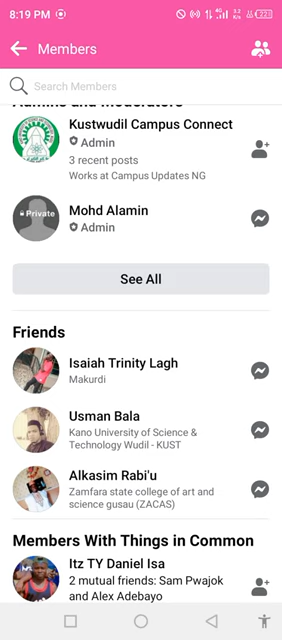 8:19 PM
Members
Search Members
Admins and moderators
Kustwudil Campus Connect
Admin
3 recent posts
Works at Campus Updates NG
Private
Mohd Alamin
Admin
See All
Friends
Isaiah Trinity Lagh
Makurdi
Usman Bala
Kano University of Science &
Technology Wudil - KUST
Alkasim Rabi'u
Zamfara state college of art and
science gusau (ZACAS)
Members With Things in Common
Itz TY Daniel Isa
2 mutual friends: Sam Pwajok
and Alex Adebayo